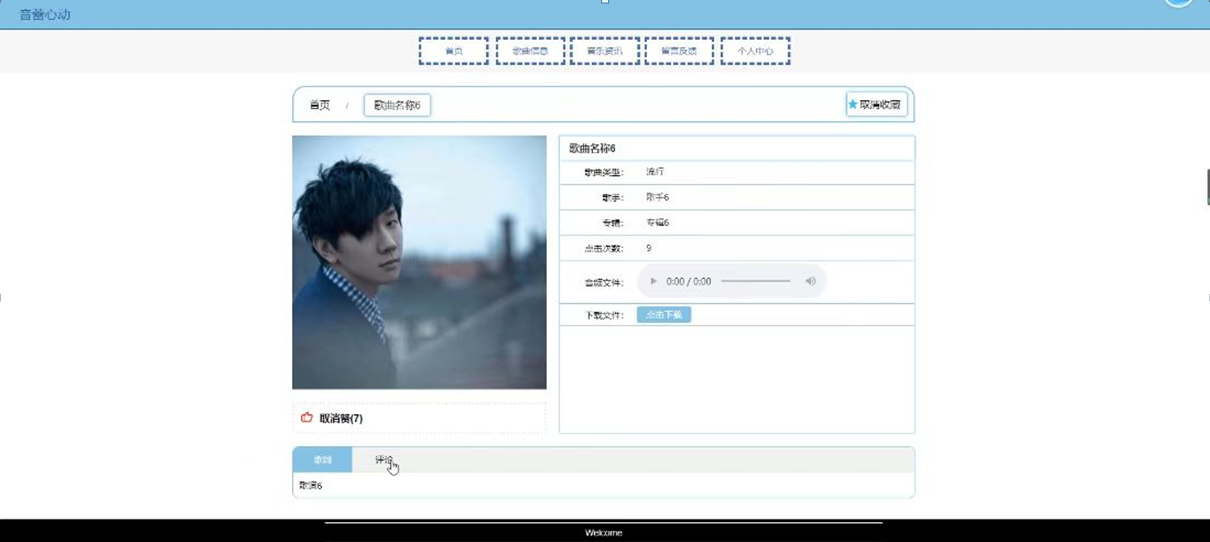 音蕾心动
首页 歌曲信息 音乐资讯 留言反馈 个人中心
首页 / 歌曲名称6 取消收藏
歌曲名称6
歌曲类型: 流行
歌手: 歌手6
专辑: 专辑6
点击次数: 9
音频文件: 0:00 / 0:00
下载文件: 点击下载
取消赞(7)
歌词 评论
歌词6
Welcome